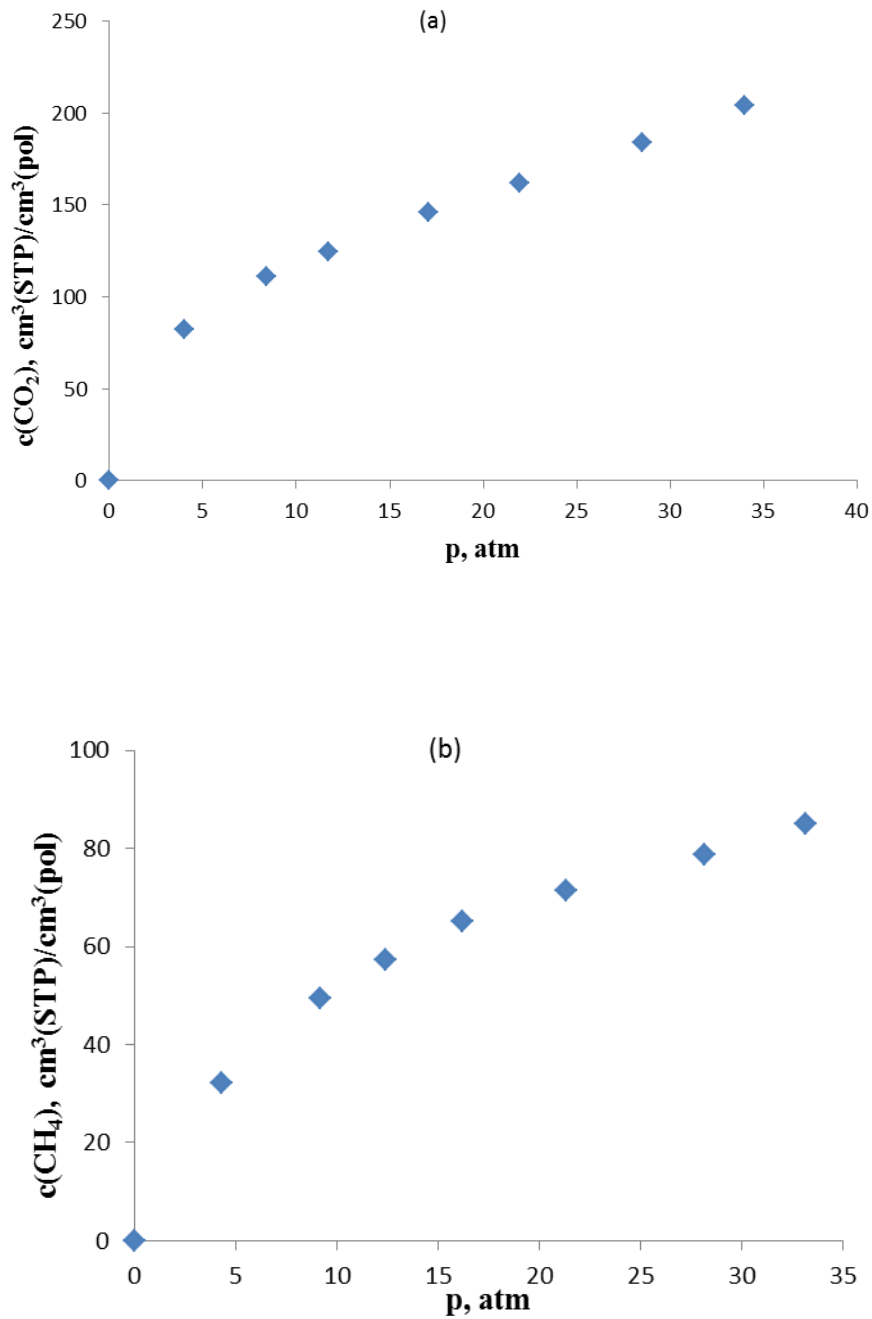 (a)
250
200
150
100
50
0
c(CO₂), cm³(STP)/cm³(pol)
0 5 10 15 20 25 30 35 40
p, atm
(b)
100
80
60
40
20
0
c(CH₄), cm³(STP)/cm³(pol)
0 5 10 15 20 25 30 35
p, atm